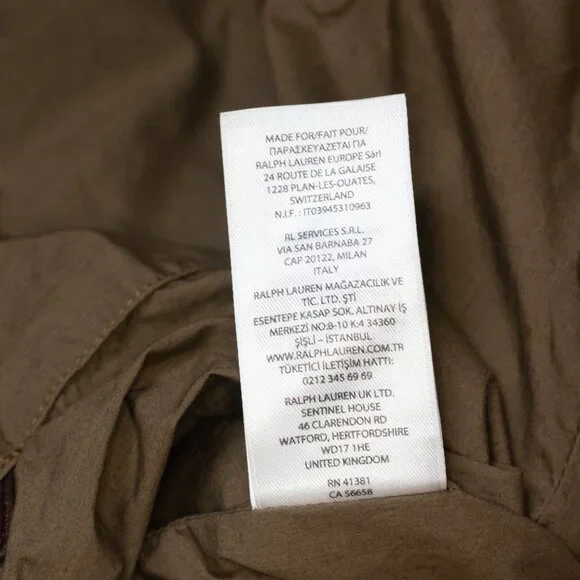 MADE FOR/FAIT POUR/
ΠΑΡΑΣΚΕΥΑΖΕΤΑΙ ΓΙΑ
RALPH LAUREN EUROPE Sàrl
24 ROUTE DE LA GALAISE
1228 PLAN-LES-OUATES,
SWITZERLAND
N.I.F. : IT03945310963
RL SERVICES S.R.L.
VIA SAN BARNABA 27
CAP 20122, MILAN
ITALY
RALPH LAUREN MAĞAZACILIK VE
TİC. LTD. ŞTİ
ESENTEPE KASAP SOK. ALTINAY İŞ
MERKEZİ NO:8-10 K:4 34360
ŞİŞLİ – İSTANBUL
WWW.RALPHLAUREN.COM.TR
TÜKETİCİ İLETİŞİM HATTI:
0212 345 69 69
RALPH LAUREN UK LTD.
SENTINEL HOUSE
46 CLARENDON RD
WATFORD, HERTFORDSHIRE
WD17 1HE
UNITED KINGDOM
RN 41381
CA 56658